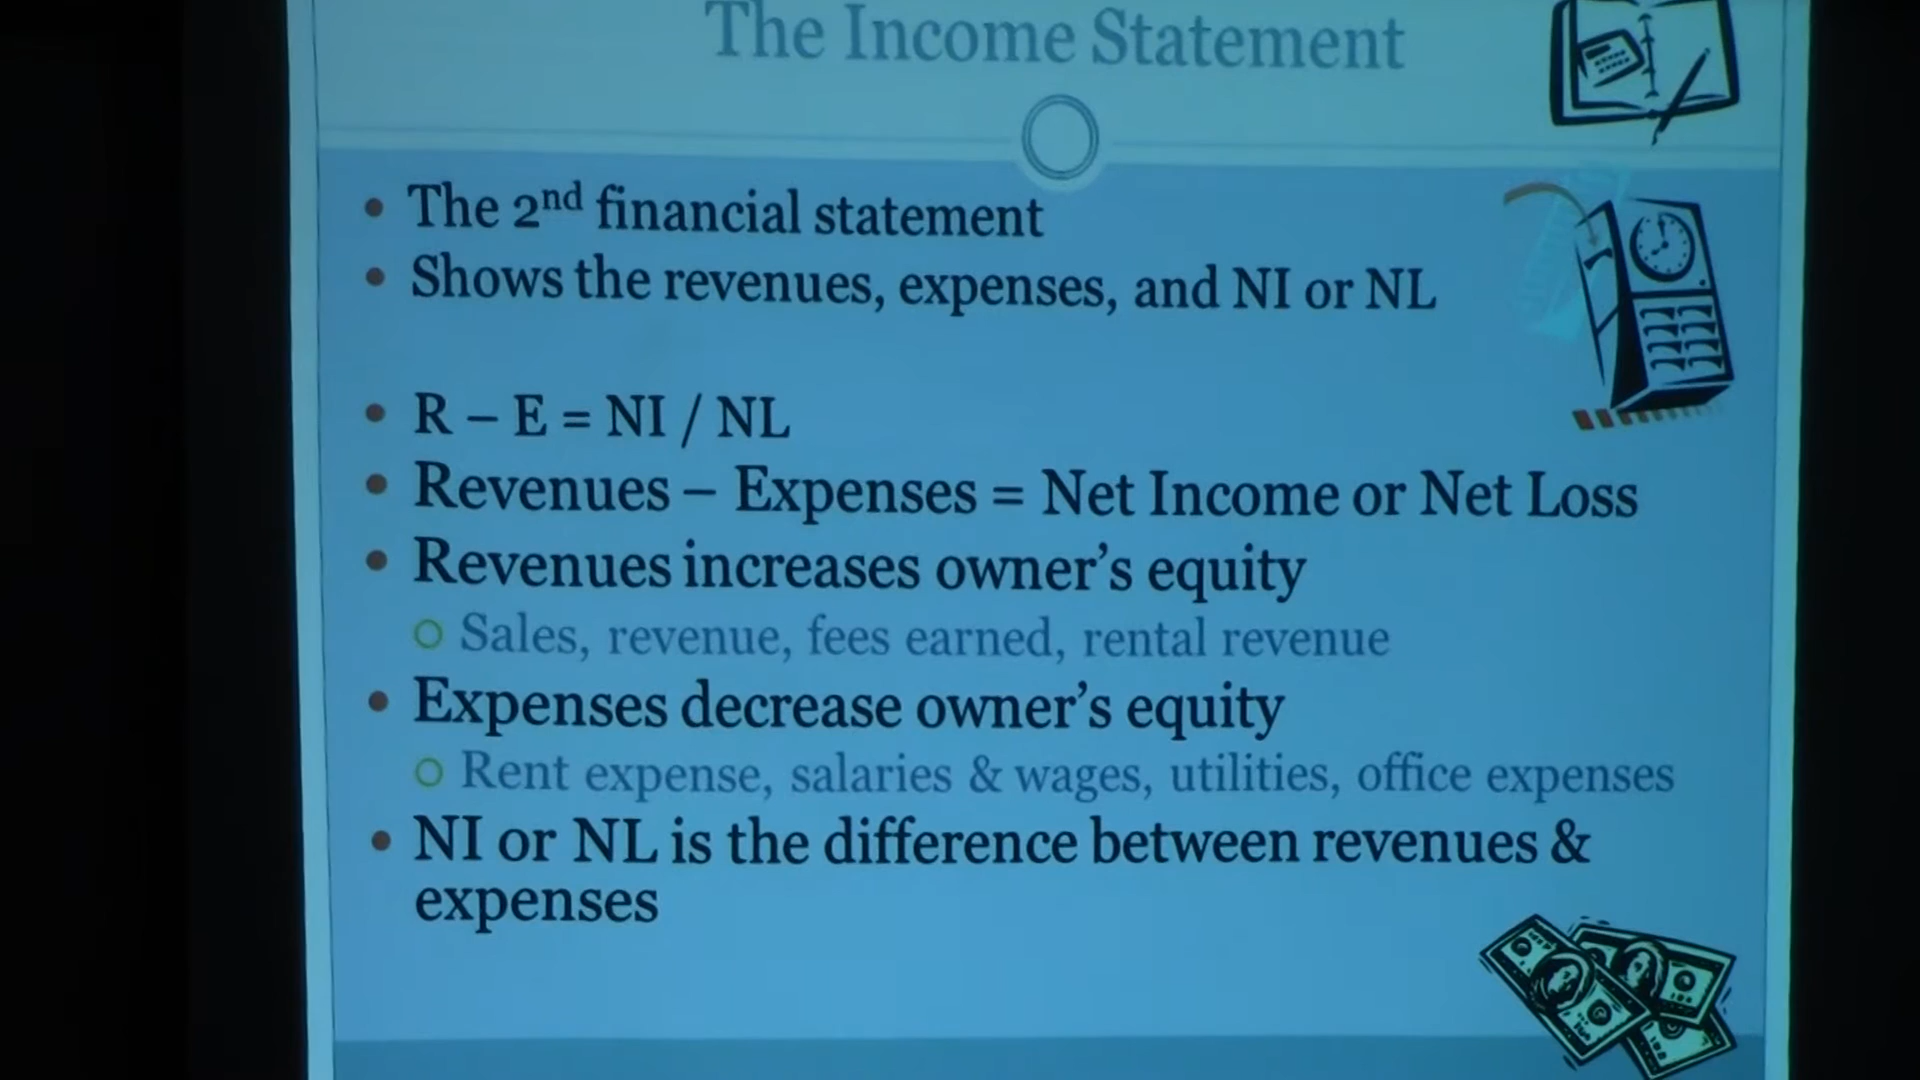 The Income Statement
• The 2nd financial statement
• Shows the revenues, expenses, and NI or NL
• R – E = NI / NL
• Revenues – Expenses = Net Income or Net Loss
• Revenues increases owner's equity
Sales, revenue, fees earned, rental revenue
• Expenses decrease owner's equity
Rent expense, salaries & wages, utilities, office expenses
• NI or NL is the difference between revenues &
expenses